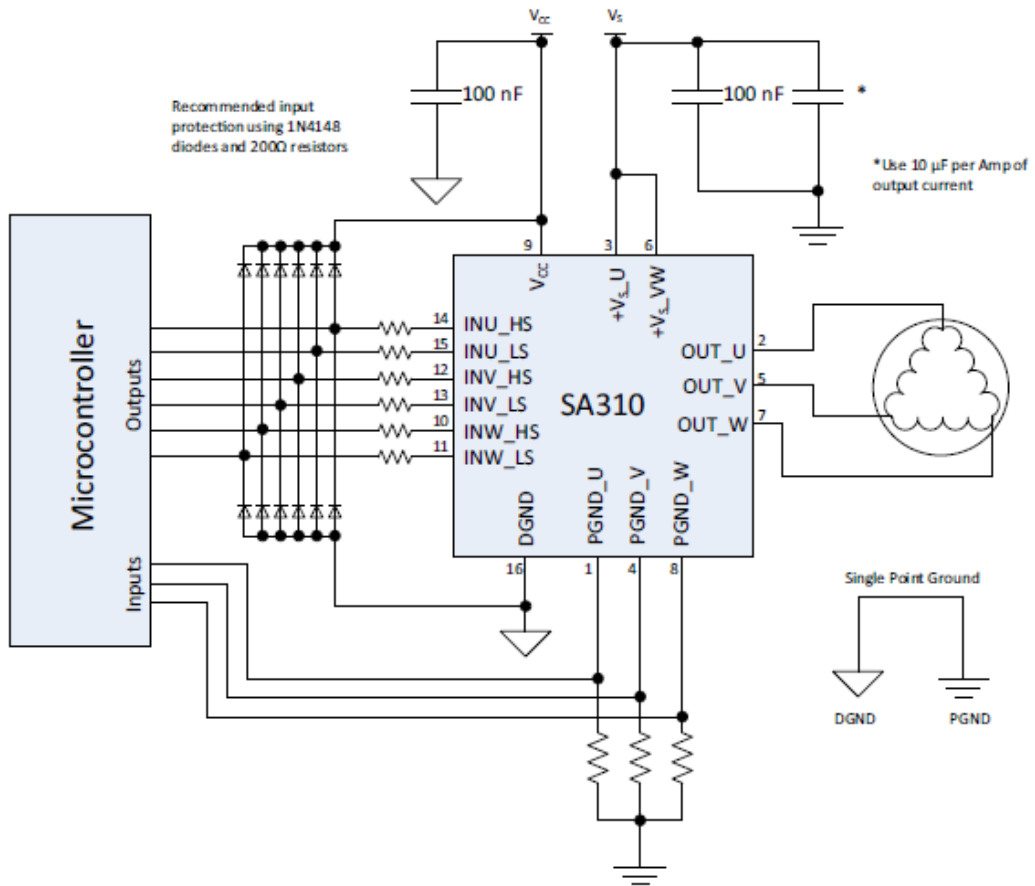 VCC
VS
100 nF
100 nF
*
Recommended input
protection using 1N4148
diodes and 200Ω resistors
*Use 10 µF per Amp of
output current
9
3
6
VCC
+VS_U
+VS_VW
Microcontroller
Outputs
Inputs
14
INU_HS
15
INU_LS
12
INV_HS
13
INV_LS
10
INW_HS
11
INW_LS
SA310
OUT_U
2
OUT_V
5
OUT_W
7
DGND
PGND_U
PGND_V
PGND_W
16
1
4
8
Single Point Ground
DGND
PGND